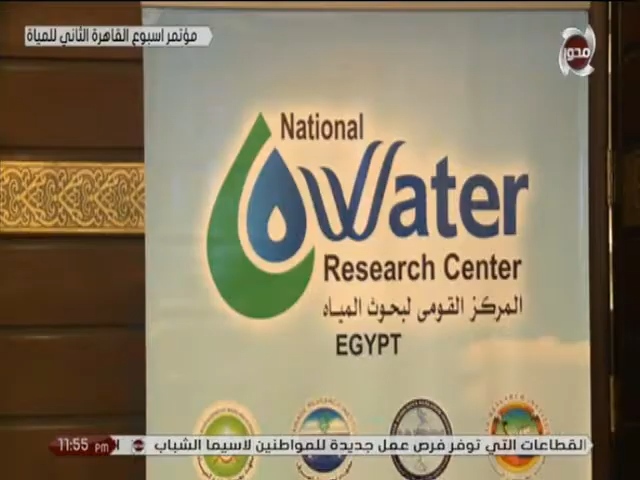 مؤتمر اسبوع القاهرة الثاني للمياة
محور
National
Water
Research Center
المركز القومى لبحوث المياه
EGYPT
11:55 PM
القطاعات التي توفر فرص عمل جديدة للمواطنين لاسيما الشباب